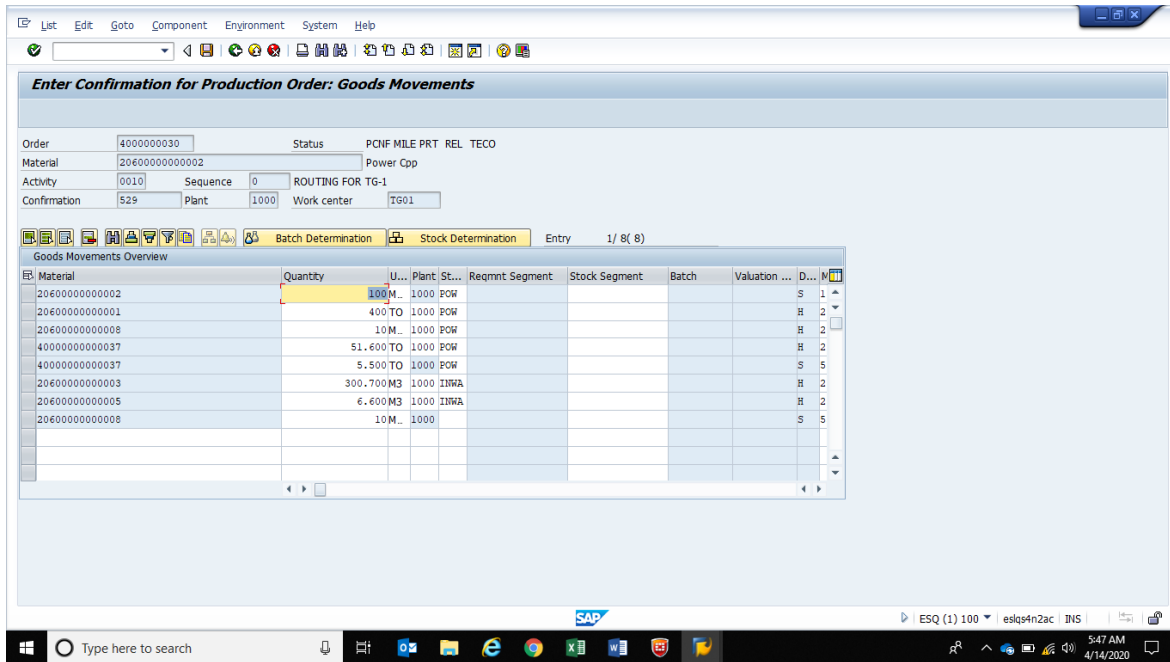 List Edit Goto Component Environment System Help
Enter Confirmation for Production Order: Goods Movements
Order 4000000030 Status PCNF MILE PRT REL TECO
Material 20600000000002 Power Cpp
Activity 0010 Sequence 0 ROUTING FOR TG-1
Confirmation 529 Plant 1000 Work center TG01
Batch Determination Stock Determination Entry 1/ 8( 8)
Goods Movements Overview
Material Quantity U... Plant St... Reqmnt Segment Stock Segment Batch Valuation ... D... M
20600000000002 100 M... 1000 POW S 1
20600000000001 400 TO 1000 POW H 2
20600000000008 10 M... 1000 POW H 2
40000000000037 51.600 TO 1000 POW H 2
40000000000037 5.500 TO 1000 POW S 5
20600000000003 300.700 M3 1000 INWA H 2
20600000000005 6.600 M3 1000 INWA H 2
20600000000008 10 M... 1000 S 5
SAP
ESQ (1) 100 eslqs4n2ac INS
Type here to search
5:47 AM
4/14/2020